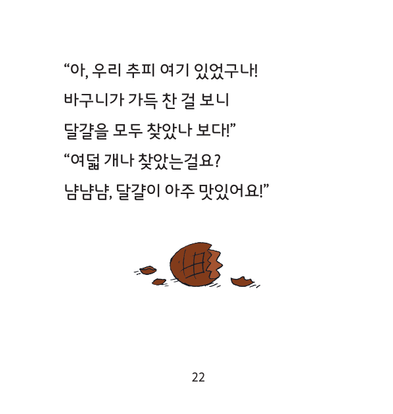 “아, 우리 추피 여기 있었구나!
바구니가 가득 찬 걸 보니
달걀을 모두 찾았나 보다!”
“여덟 개나 찾았는걸요?
냠냠냠, 달걀이 아주 맛있어요!”
22